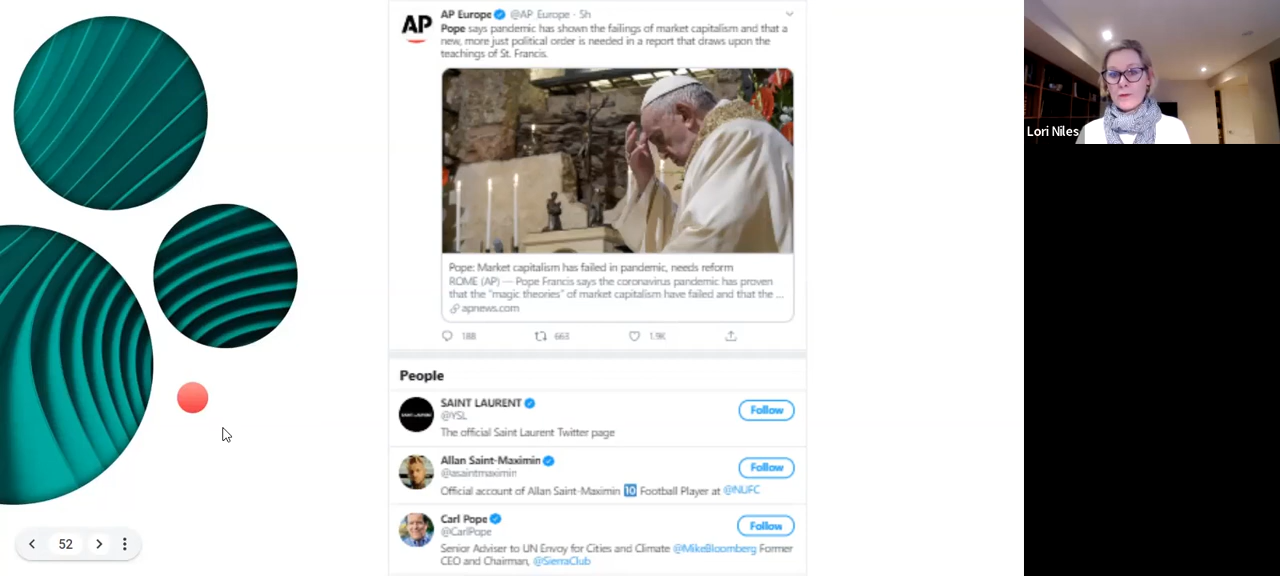 AP
AP Europe @AP_Europe · 5h
Pope says pandemic has shown the failings of market capitalism and that a
new, more just political order is needed in a report that draws upon the
teachings of St. Francis.
Pope: Market capitalism has failed in pandemic, needs reform
ROME (AP) — Pope Francis says the coronavirus pandemic has proven
that the "magic theories" of market capitalism have failed and that the ...
apnews.com
188 663 1.9K
People
SAINT LAURENT
@YSL
Follow
The official Saint Laurent Twitter page
Allan Saint-Maximin
@asaintmaximin
Follow
Official account of Allan Saint-Maximin 10 Football Player at @NUFC
Carl Pope
@CarlPope
Follow
Senior Adviser to UN Envoy for Cities and Climate @MikeBloomberg Former
CEO and Chairman, @SierraClub
52
Lori Niles